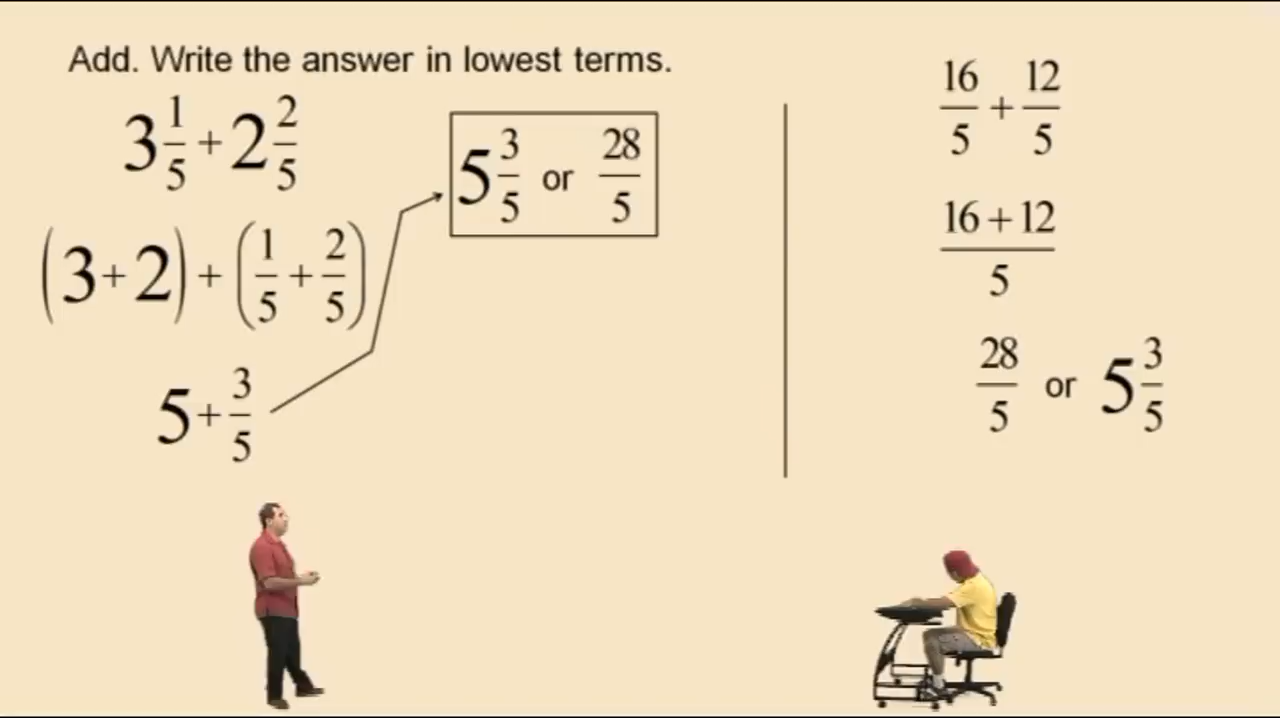 Add. Write the answer in lowest terms.
3 1/5 + 2 2/5
(3+2) + (1/5 + 2/5)
5 + 3/5
5 3/5 or 28/5
16/5 + 12/5
(16 + 12)/5
28/5 or 5 3/5